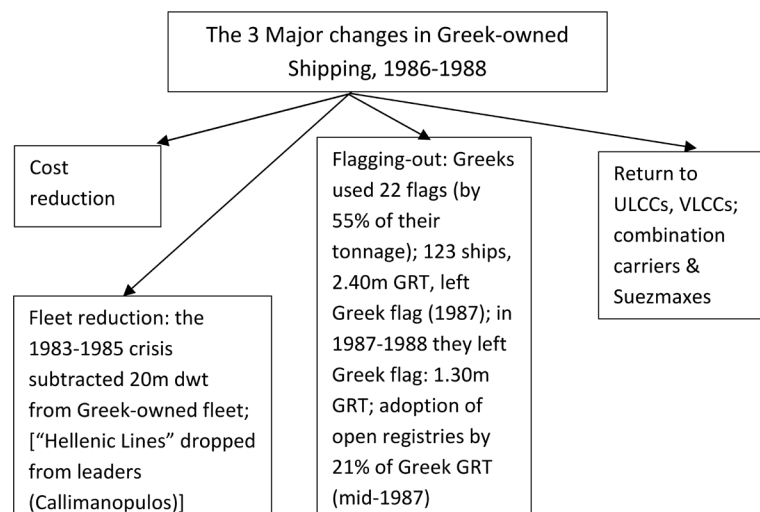 The 3 Major changes in Greek-owned
Shipping, 1986-1988
Cost
reduction
Fleet reduction: the
1983-1985 crisis
subtracted 20m dwt
from Greek-owned fleet;
[“Hellenic Lines” dropped
from leaders
(Callimanopulos)]
Flagging-out: Greeks
used 22 flags (by
55% of their
tonnage); 123 ships,
2.40m GRT, left
Greek flag (1987); in
1987-1988 they left
Greek flag: 1.30m
GRT; adoption of
open registries by
21% of Greek GRT
(mid-1987)
Return to
ULCCs, VLCCs;
combination
carriers &
Suezmaxes